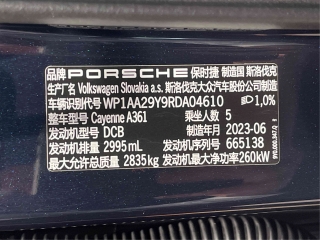 品牌 PORSCHE 保时捷 制造国 斯洛伐克
生产厂名 Volkswagen Slovakia a.s. 斯洛伐克大众汽车股份公司制造
车辆识别代号 WP1AA29Y9RDA04610 1,0%
整车型号 Cayenne A361 乘坐人数 5
发动机型号 DCB 制造年月 2023-06
发动机排量 2995mL 发动机号 665138
最大允许总质量 2835kg 发动机最大净功率 260kW